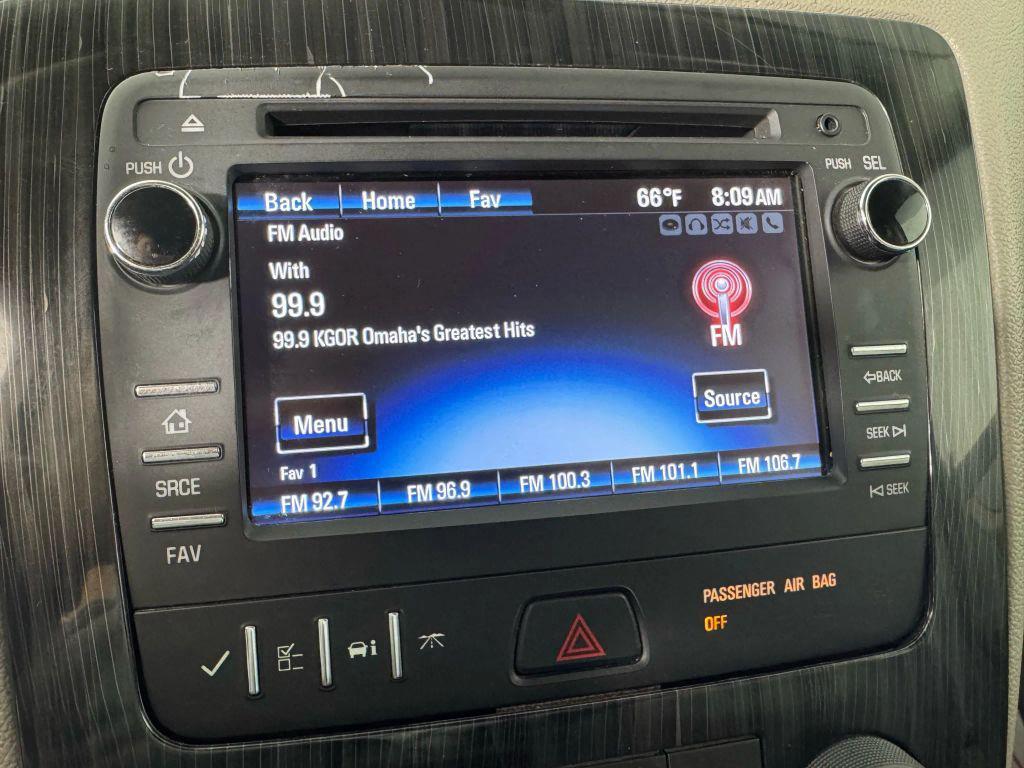 PUSH
PUSH SEL
Back Home Fav 66°F 8:09AM
FM Audio
With
99.9
99.9 KGOR Omaha's Greatest Hits
FM
Menu
Source
Fav 1
FM 92.7 FM 96.9 FM 100.3 FM 101.1 FM 106.7
BACK
SEEK
SEEK
SRCE
FAV
PASSENGER AIR BAG
OFF
i